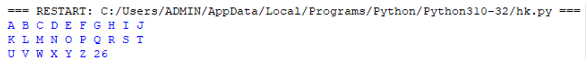 === RESTART: C:/Users/ADMIN/AppData/Local/Programs/Python/Python310-32/hk.py ===
A B C D E F G H I J
K L M N O P Q R S T
U V W X Y Z 26